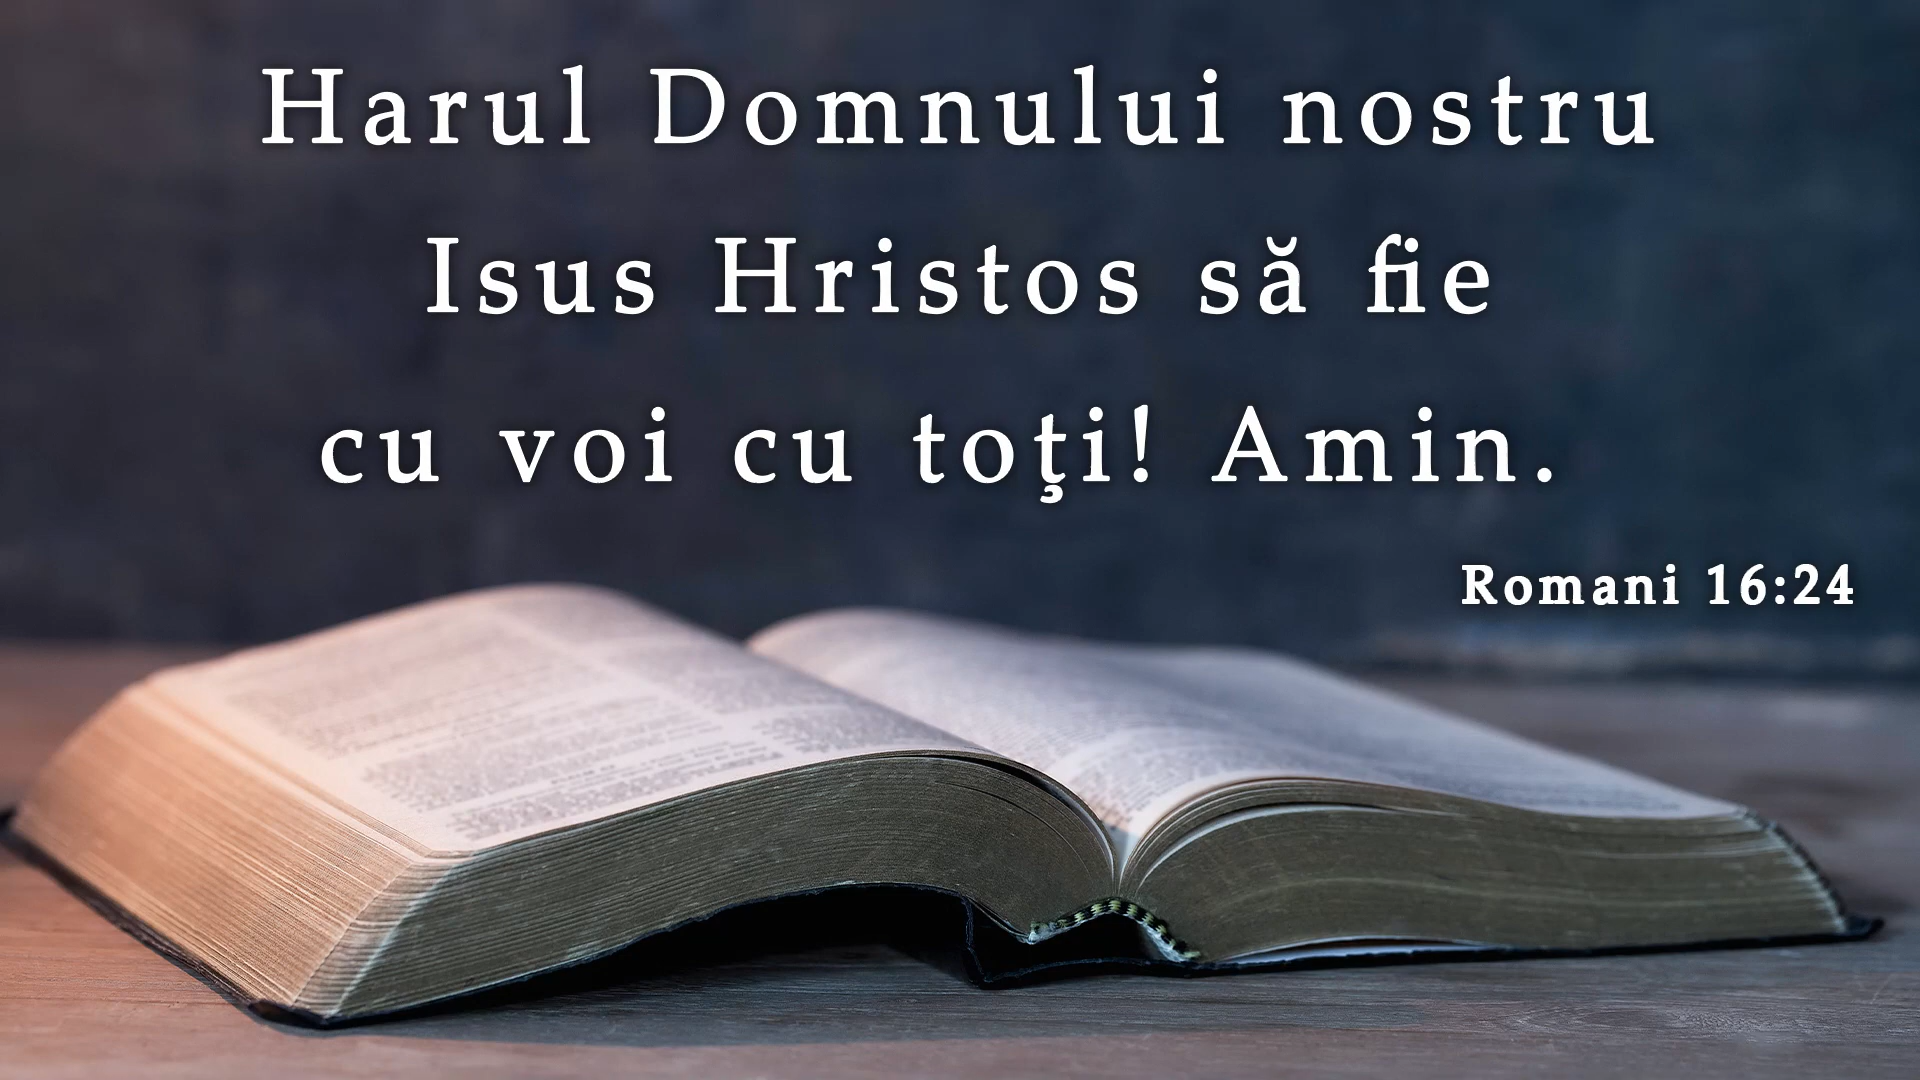 Harul Domnului nostru
Isus Hristos să fie
cu voi cu toţi! Amin.
Romani 16:24